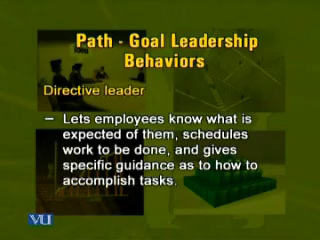 Path - Goal Leadership
Behaviors
Directive leader
– Lets employees know what is
expected of them, schedules
work to be done, and gives
specific guidance as to how to
accomplish tasks.
VU